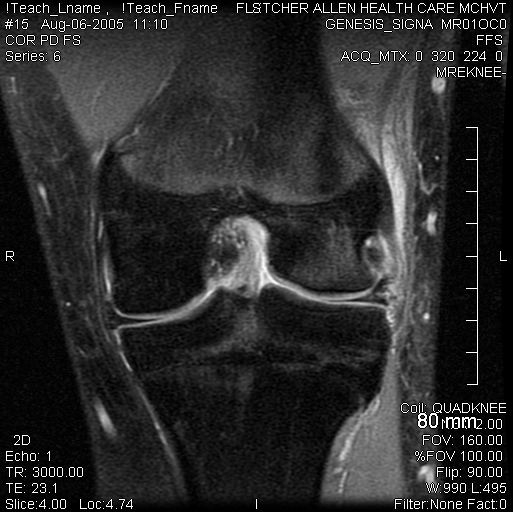 !Teach_Lname , !Teach_Fname FLSTCHER ALLEN HEALTH CARE MCHVT
#15 Aug-06-2005 11:10 GENESIS_SIGNA MR01OC0
COR PD FS FFS
Series: 6 ACQ_MTX: 0 320 224 0
MREKNEE-
R L
Coil: QUADKNEE
80 mm 2.00
2D FOV: 160.00
Echo: 1 %FOV 100.00
TR: 3000.00 Flip: 90.00
TE: 23.1 W:990 L:495
Slice:4.00 Loc:4.74 I Filter:None Fact:0